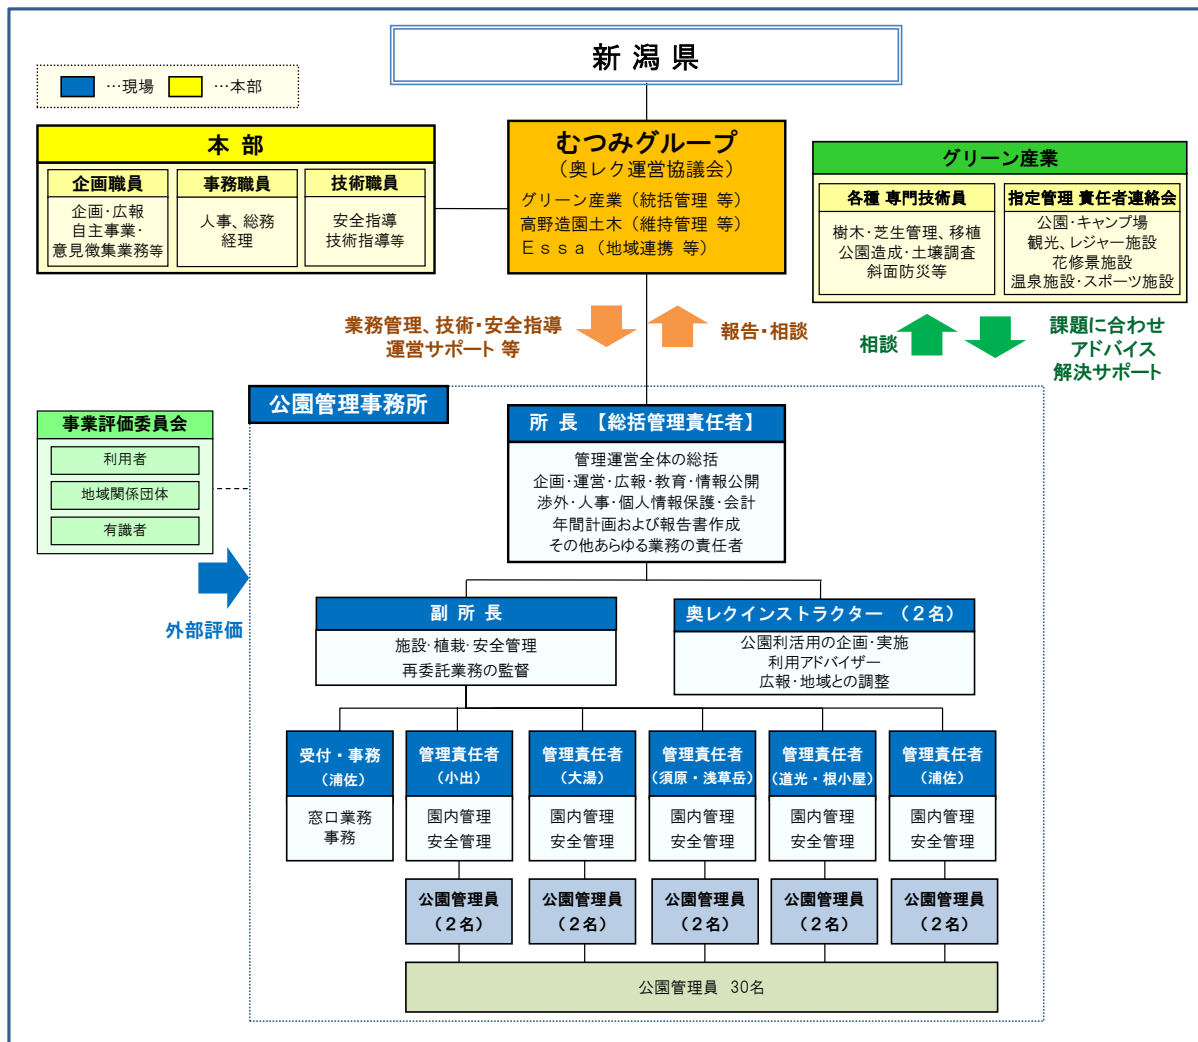 新潟県
…現場 …本部
本 部
企画職員
企画・広報
自主事業・
意見徴集業務等
事務職員
人事、総務
経理
技術職員
安全指導
技術指導等
むつみグループ
（奥レク運営協議会）
グリーン産業（統括管理 等）
高野造園土木（維持管理 等）
Ｅｓｓａ（地域連携 等）
グリーン産業
各種 専門技術員
樹木・芝生管理、移植
公園造成・土壌調査
斜面防災等
指定管理 責任者連絡会
公園・キャンプ場
観光、レジャー施設
花修景施設
温泉施設・スポーツ施設
業務管理、技術・安全指導
運営サポート 等
報告・相談
相談
課題に合わせ
アドバイス
解決サポート
公園管理事務所
事業評価委員会
利用者
地域関係団体
有識者
外部評価
所 長 【総括管理責任者】
管理運営全体の総括
企画・運営・広報・教育・情報公開
渉外・人事・個人情報保護・会計
年間計画および報告書作成
その他あらゆる業務の責任者
副 所 長
施設・植栽・安全管理
再委託業務の監督
奥レクインストラクター （２名）
公園利活用の企画・実施
利用アドバイザー
広報・地域との調整
受付・事務
（浦佐）
窓口業務
事務
管理責任者
（小出）
園内管理
安全管理
公園管理員
（２名）
管理責任者
（大湯）
園内管理
安全管理
公園管理員
（２名）
管理責任者
（須原・浅草岳）
園内管理
安全管理
公園管理員
（２名）
管理責任者
（道光・根小屋）
園内管理
安全管理
公園管理員
（２名）
管理責任者
（浦佐）
園内管理
安全管理
公園管理員
（２名）
公園管理員 30名